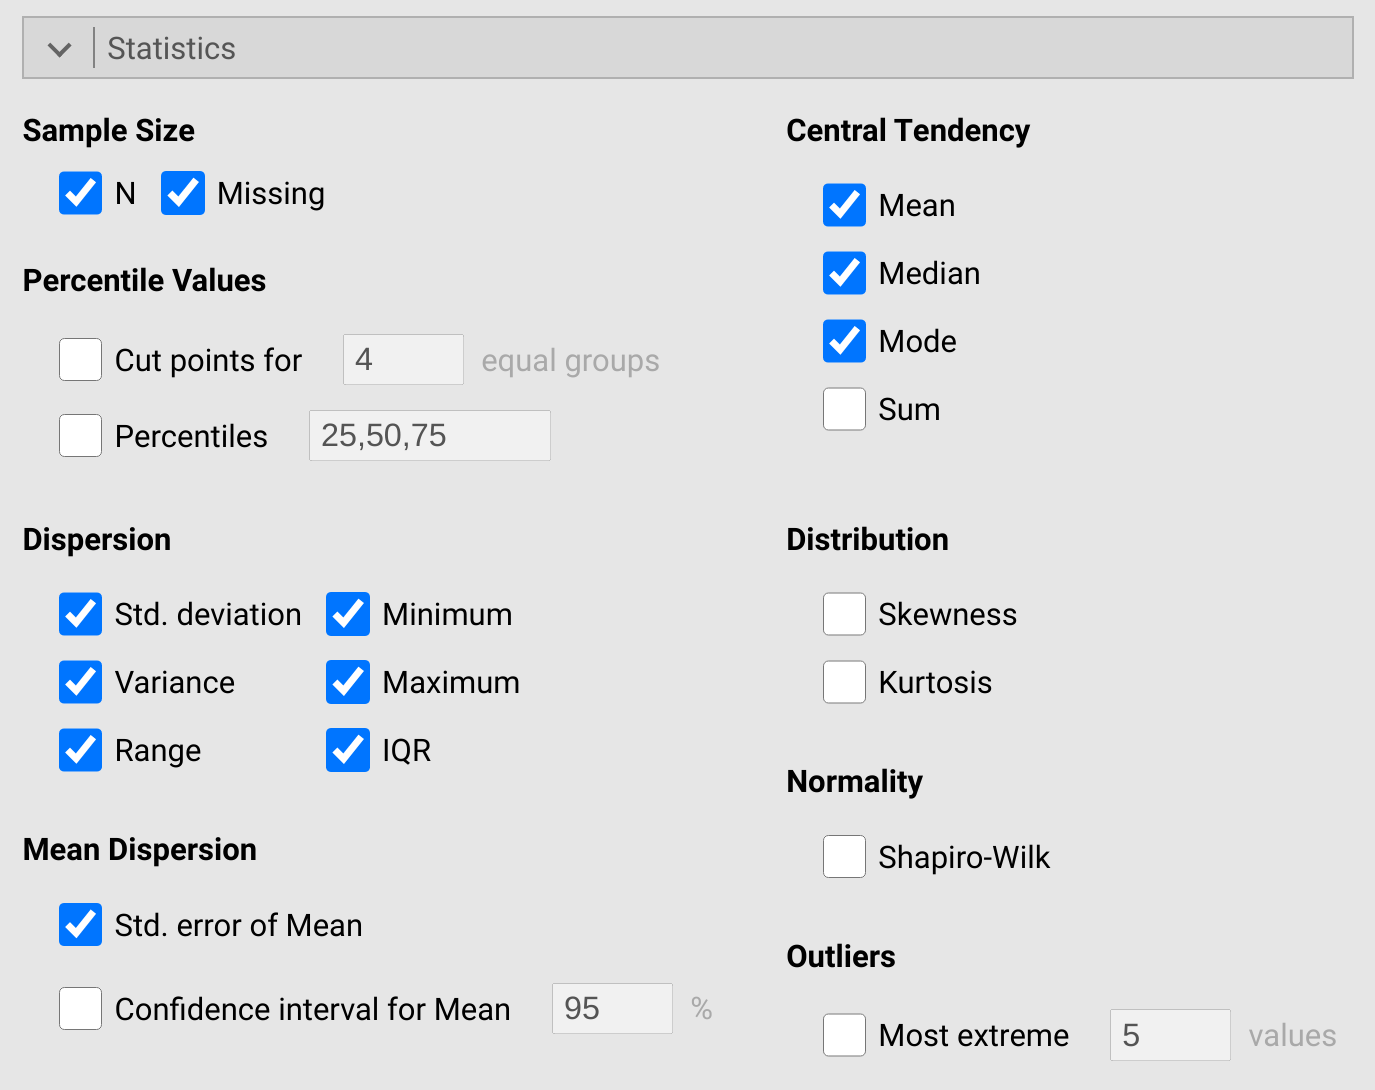 Statistics
Sample Size
N Missing
Percentile Values
Cut points for 4 equal groups
Percentiles 25,50,75
Central Tendency
Mean
Median
Mode
Sum
Dispersion
Std. deviation Minimum
Variance Maximum
Range IQR
Distribution
Skewness
Kurtosis
Mean Dispersion
Std. error of Mean
Confidence interval for Mean 95 %
Normality
Shapiro-Wilk
Outliers
Most extreme 5 values